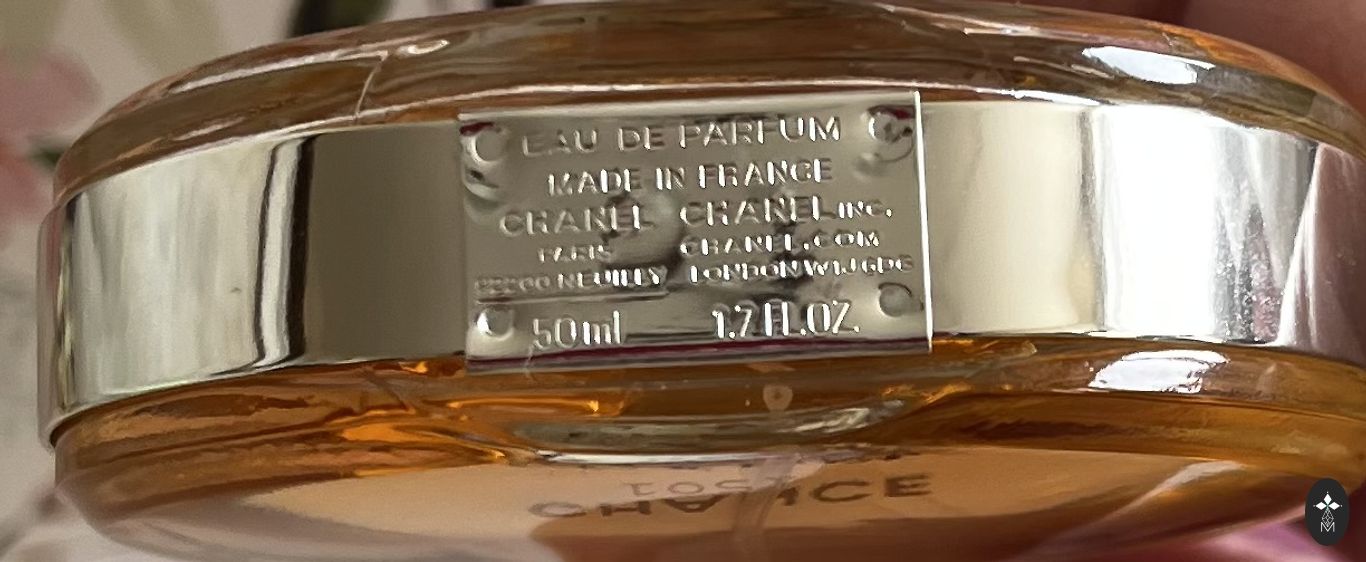 EAU DE PARFUM
MADE IN FRANCE
CHANEL CHANEL INC.
PARIS CHANEL.COM
NEUILLY LONDON W1J 6DG
50ml 1.7 FL.OZ.
CHANCE
M